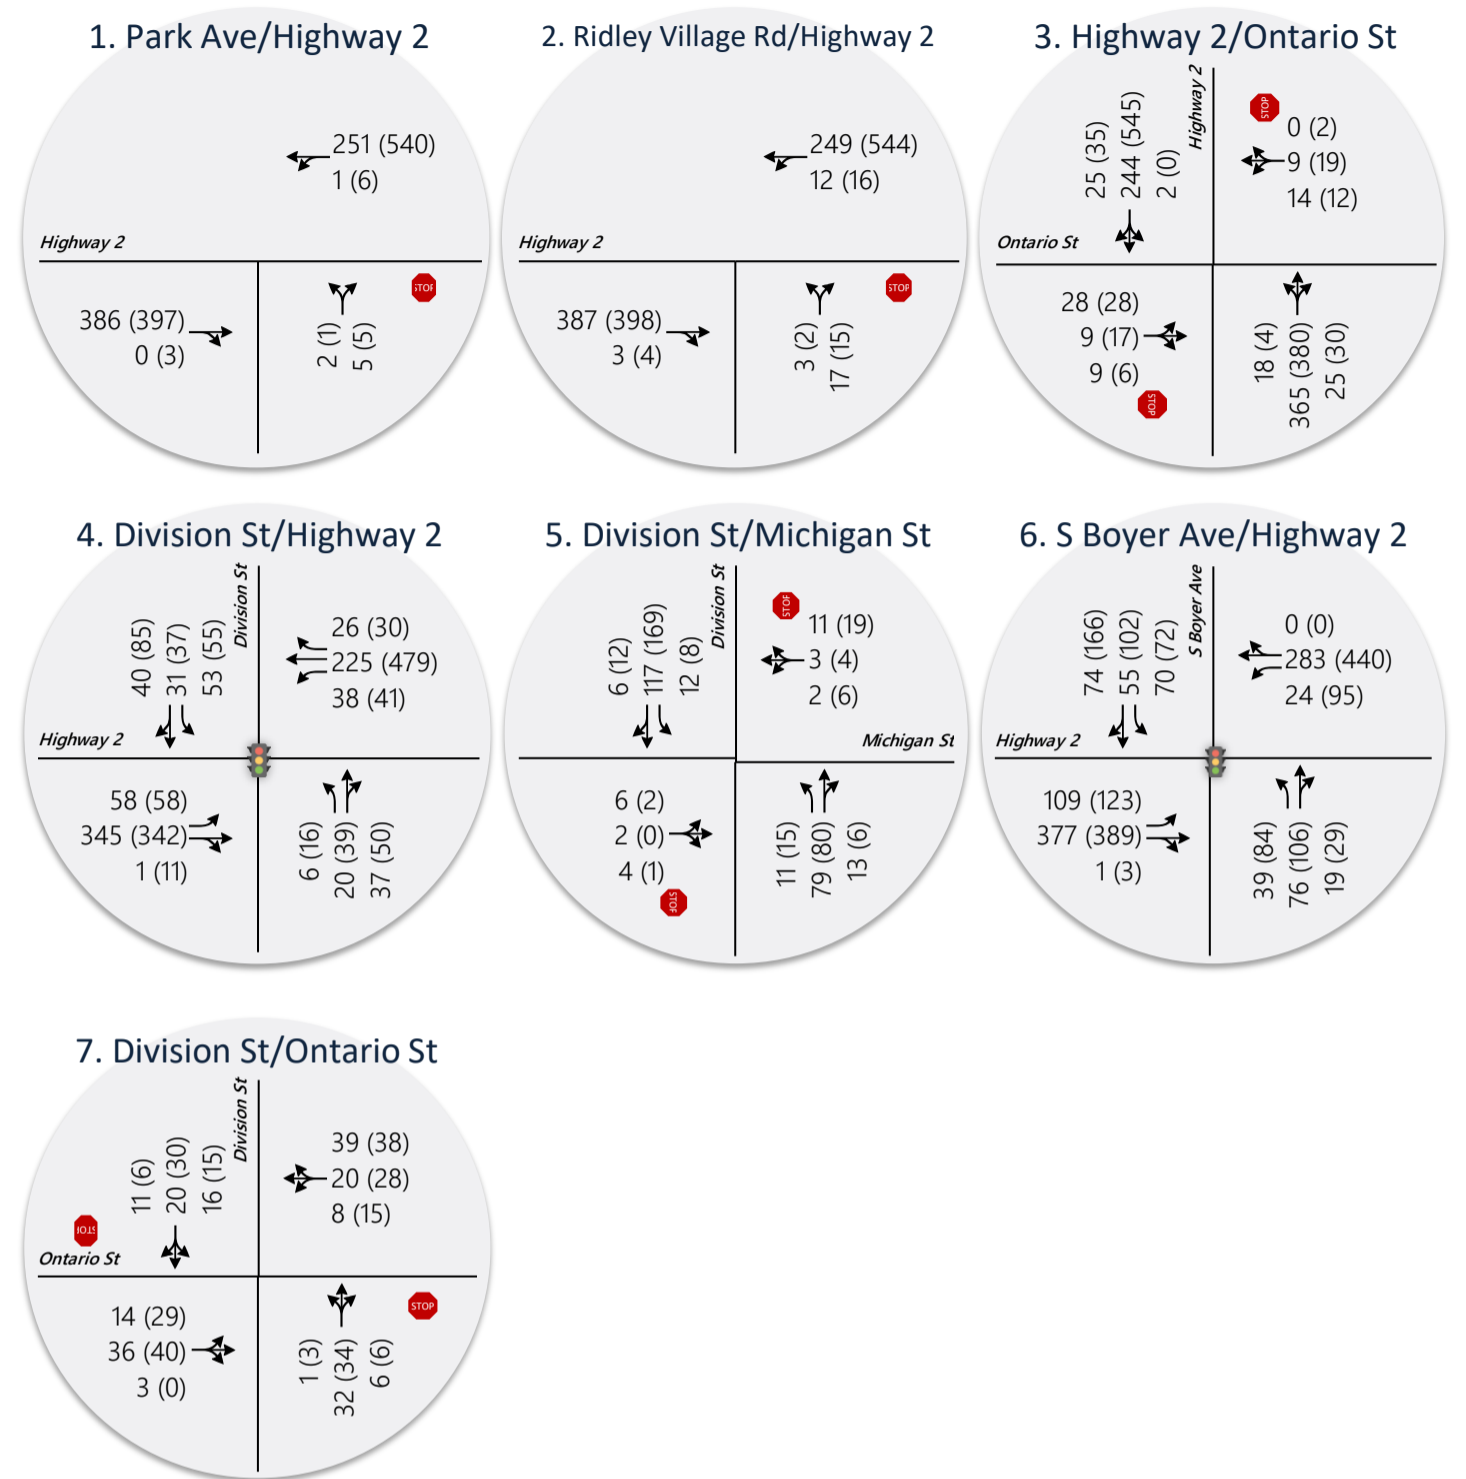 1. Park Ave/Highway 2
251 (540)
1 (6)
Highway 2
386 (397)
0 (3)
2 (1)
5 (5)
STOP
2. Ridley Village Rd/Highway 2
249 (544)
12 (16)
Highway 2
387 (398)
3 (4)
3 (2)
17 (15)
STOP
3. Highway 2/Ontario St
25 (35)
244 (545)
2 (0)
Highway 2
STOP
0 (2)
9 (19)
14 (12)
Ontario St
28 (28)
9 (17)
9 (6)
STOP
18 (4)
365 (380)
25 (30)
4. Division St/Highway 2
40 (85)
31 (37)
53 (55)
Division St
26 (30)
225 (479)
38 (41)
Highway 2
58 (58)
345 (342)
1 (11)
6 (16)
20 (39)
37 (50)
5. Division St/Michigan St
6 (12)
117 (169)
12 (8)
Division St
STOP
11 (19)
3 (4)
2 (6)
Michigan St
6 (2)
2 (0)
4 (1)
STOP
11 (15)
79 (80)
13 (6)
6. S Boyer Ave/Highway 2
74 (166)
55 (102)
70 (72)
S Boyer Ave
0 (0)
283 (440)
24 (95)
Highway 2
109 (123)
377 (389)
1 (3)
39 (84)
76 (106)
19 (29)
7. Division St/Ontario St
11 (6)
20 (30)
16 (15)
Division St
39 (38)
20 (28)
8 (15)
STOP
Ontario St
14 (29)
36 (40)
3 (0)
1 (3)
32 (34)
6 (6)
STOP